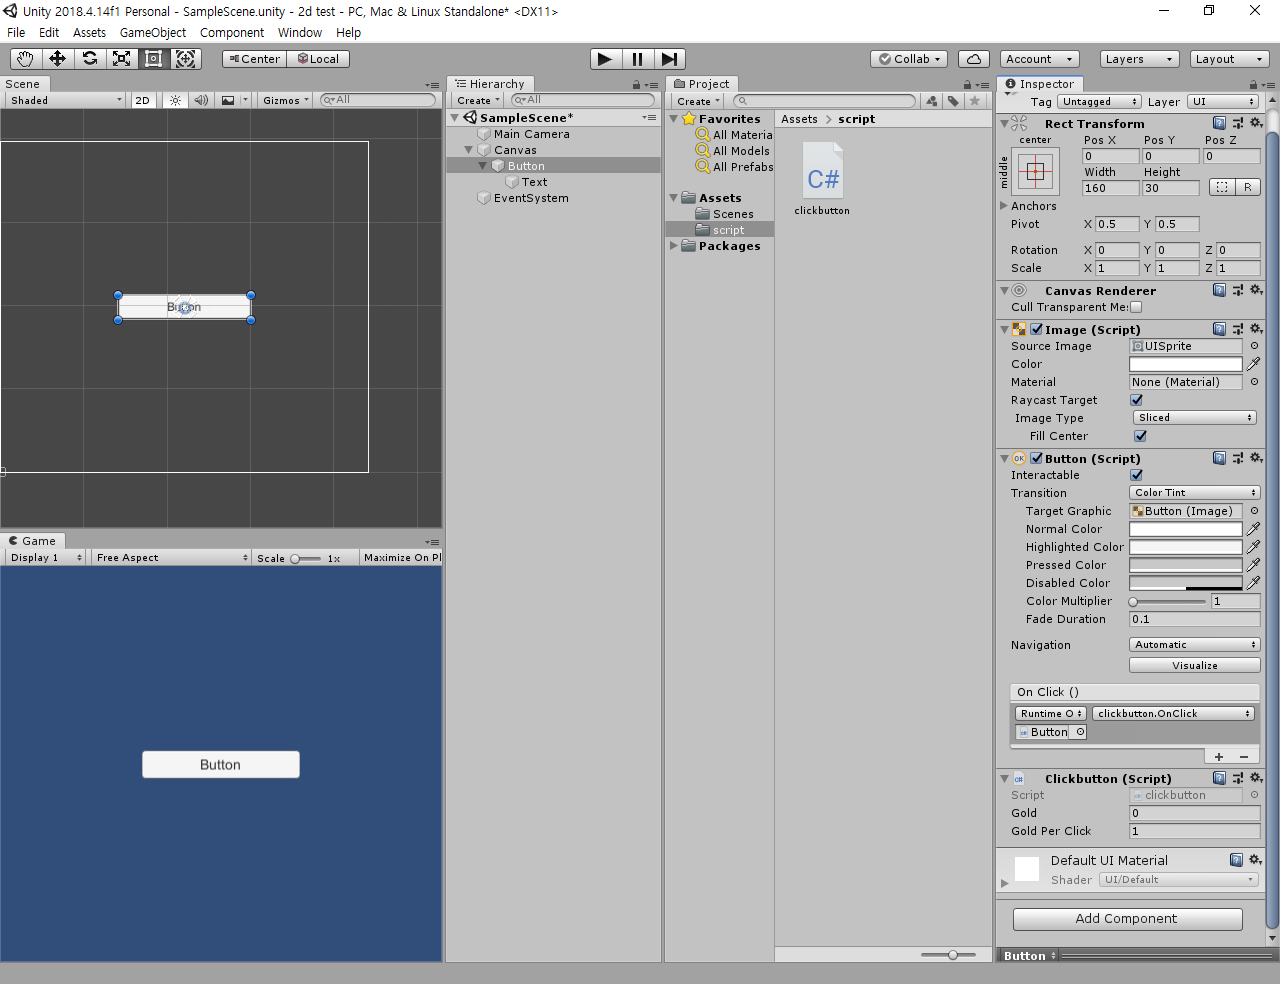 Unity 2018.4.14f1 Personal - SampleScene.unity - 2d test - PC, Mac & Linux Standalone* <DX11>
File Edit Assets GameObject Component Window Help
Center Local Collab Account Layers Layout
Scene
Shaded 2D Gizmos All
Button
Game
Display 1 Free Aspect Scale 1x Maximize On Pl
Button
Hierarchy
Create All
SampleScene*
Main Camera
Canvas
Button
Text
EventSystem
Project
Create
Favorites
All Materia
All Models
All Prefabs
Assets
Scenes
script
Packages
Assets > script
C#
clickbutton
Inspector
Tag Untagged Layer UI
Rect Transform
center Pos X Pos Y Pos Z
middle 0 0 0
Width Height
160 30 R
Anchors
Pivot X 0.5 Y 0.5
Rotation X 0 Y 0 Z 0
Scale X 1 Y 1 Z 1
Canvas Renderer
Cull Transparent Me:
Image (Script)
Source Image UISprite
Color
Material None (Material)
Raycast Target
Image Type Sliced
Fill Center
OK Button (Script)
Interactable
Transition Color Tint
Target Graphic Button (Image)
Normal Color
Highlighted Color
Pressed Color
Disabled Color
Color Multiplier 1
Fade Duration 0.1
Navigation Automatic
Visualize
On Click ()
Runtime O clickbutton.OnClick
Button
+ −
C# Clickbutton (Script)
Script clickbutton
Gold 0
Gold Per Click 1
Default UI Material
Shader UI/Default
Add Component
Button